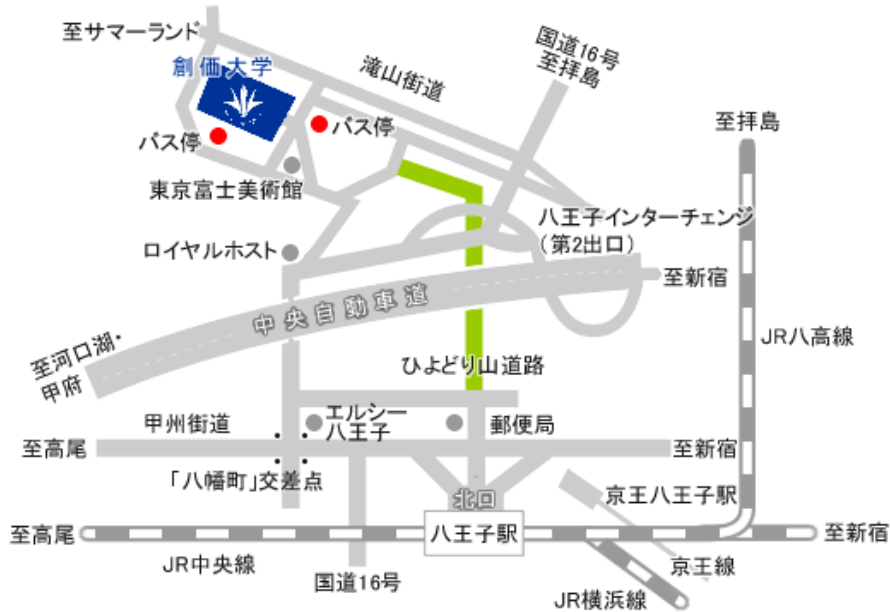 至サマーランド
創価大学
滝山街道
国道16号
至拝島
バス停
バス停
至拝島
東京富士美術館
八王子インターチェンジ
(第2出口)
ロイヤルホスト
至新宿
中央自動車道
JR八高線
至河口湖・
甲府
ひよどり山道路
甲州街道
エルシー
八王子
郵便局
至高尾
至新宿
「八幡町」交差点
北口
京王八王子駅
至高尾
八王子駅
至新宿
JR中央線
京王線
国道16号
JR横浜線